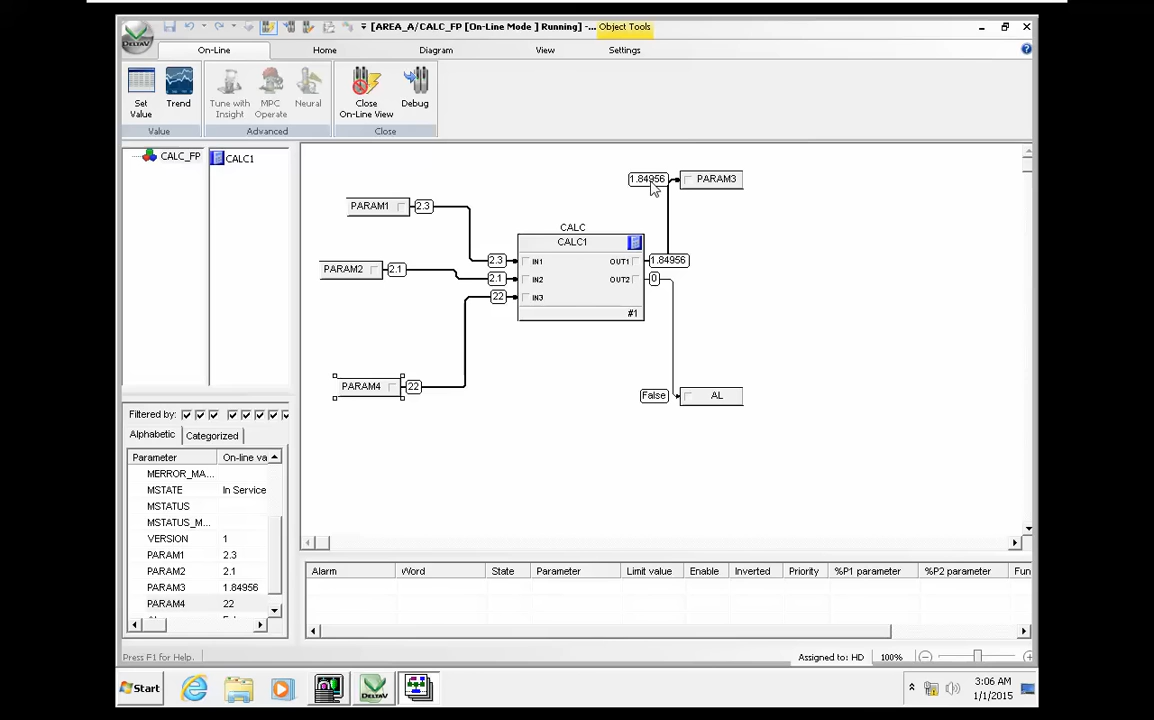 [AREA_A/CALC_FP [On-Line Mode ] Running] -... Object Tools
DELTAV
On-Line Home Diagram View Settings
Set Value
Trend
Tune with Insight
MPC Operate
Neural
Close On-Line View
Debug
Value Advanced Close
CALC_FP
CALC1
1.84956 PARAM3
PARAM1 2.3
CALC
CALC1
2.3 IN1 OUT1 1.84956
PARAM2 2.1
2.1 IN2 OUT2 0
22 IN3
#1
PARAM4 22
False AL
Filtered by:
Alphabetic Categorized
Parameter On-line va
MERROR_MA...
MSTATE In Service
MSTATUS
MSTATUS_M...
VERSION 1
PARAM1 2.3
PARAM2 2.1
PARAM3 1.84956
PARAM4 22
Alarm Word State Parameter Limit value Enable Inverted Priority %P1 parameter %P2 parameter Fun
Press F1 for Help.
Assigned to: HD 100%
Start
DELTAV
3:06 AM
1/1/2015